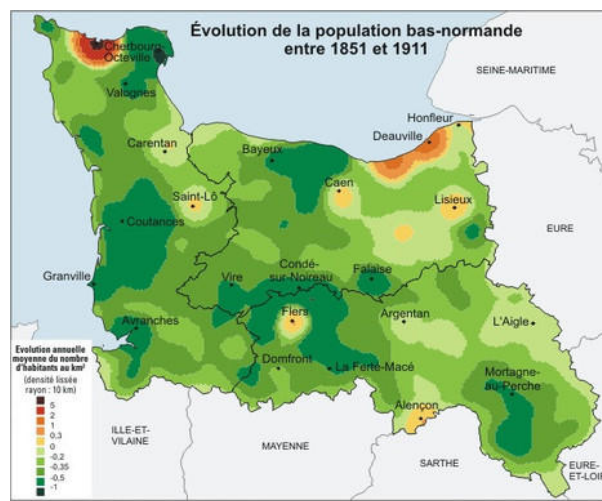 Évolution de la population bas-normande
entre 1851 et 1911
SEINE-MARITIME
Cherbourg-
Octeville
Valognes
Honfleur
Deauville
Carentan
Bayeux
Caen
Saint-Lô
Lisieux
Coutances
EURE
Granville
Vire
Condé-
sur-Noireau
Falaise
Avranches
Flers
Argentan
L'Aigle
Domfront
La Ferté-Macé
Mortagne-
au-Perche
Alençon
Evolution annuelle
moyenne du nombre
d'habitants au km²
(densité lissée
rayon : 10 km)
5
2
1
0,3
0
-0,2
-0,35
-0,5
-1
ILLE-ET-
VILAINE
MAYENNE
SARTHE
EURE-
ET-LOIR